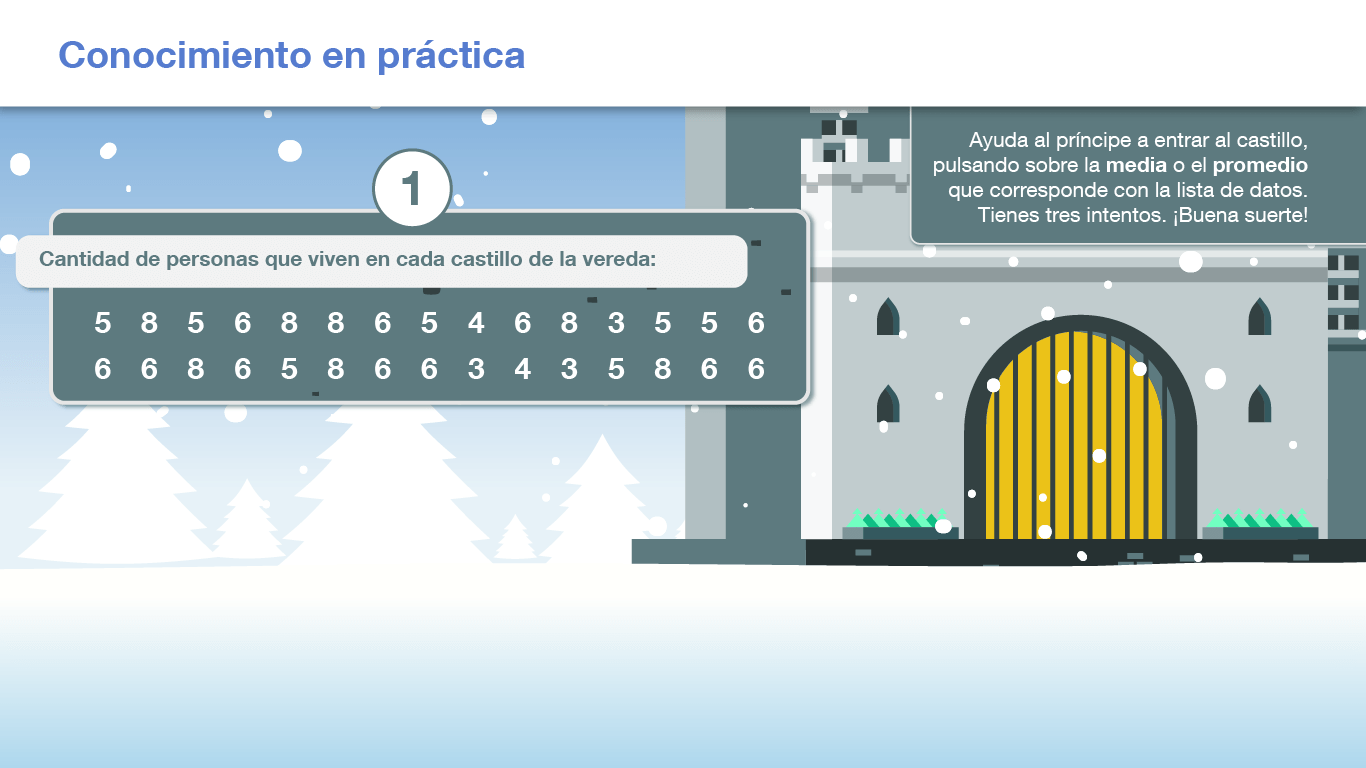 Conocimiento en práctica
Ayuda al príncipe a entrar al castillo,
pulsando sobre la media o el promedio
que corresponde con la lista de datos.
Tienes tres intentos. ¡Buena suerte!
1
Cantidad de personas que viven en cada castillo de la vereda:
5 8 5 6 8 8 6 5 4 6 8 3 5 5 6
6 6 8 6 5 8 6 6 3 4 3 5 8 6 6